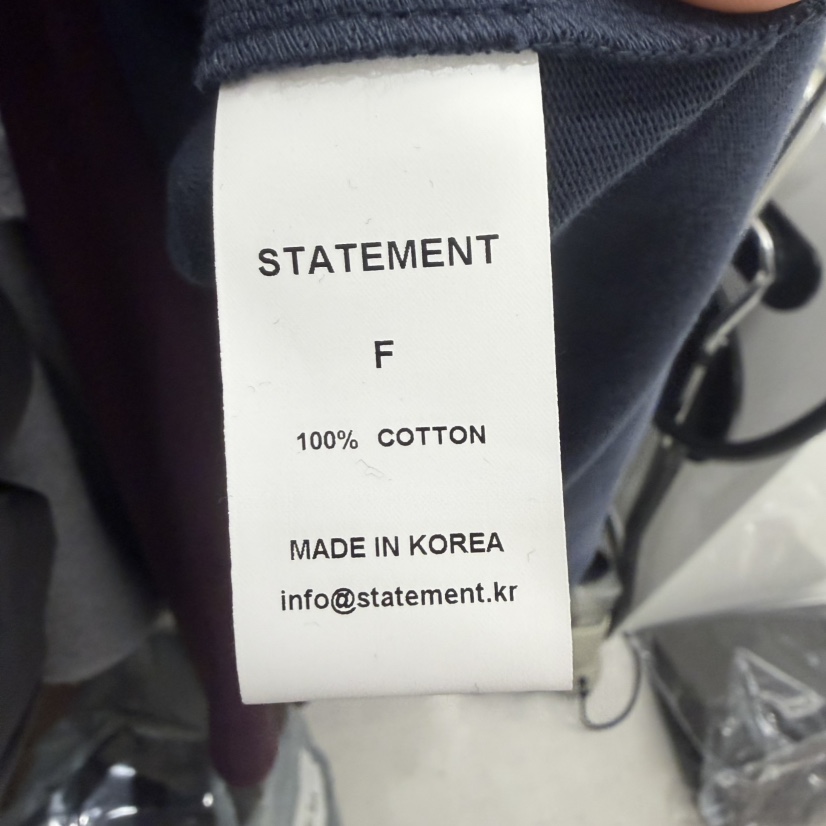 STATEMENT
F
100% COTTON
MADE IN KOREA
info@statement.kr